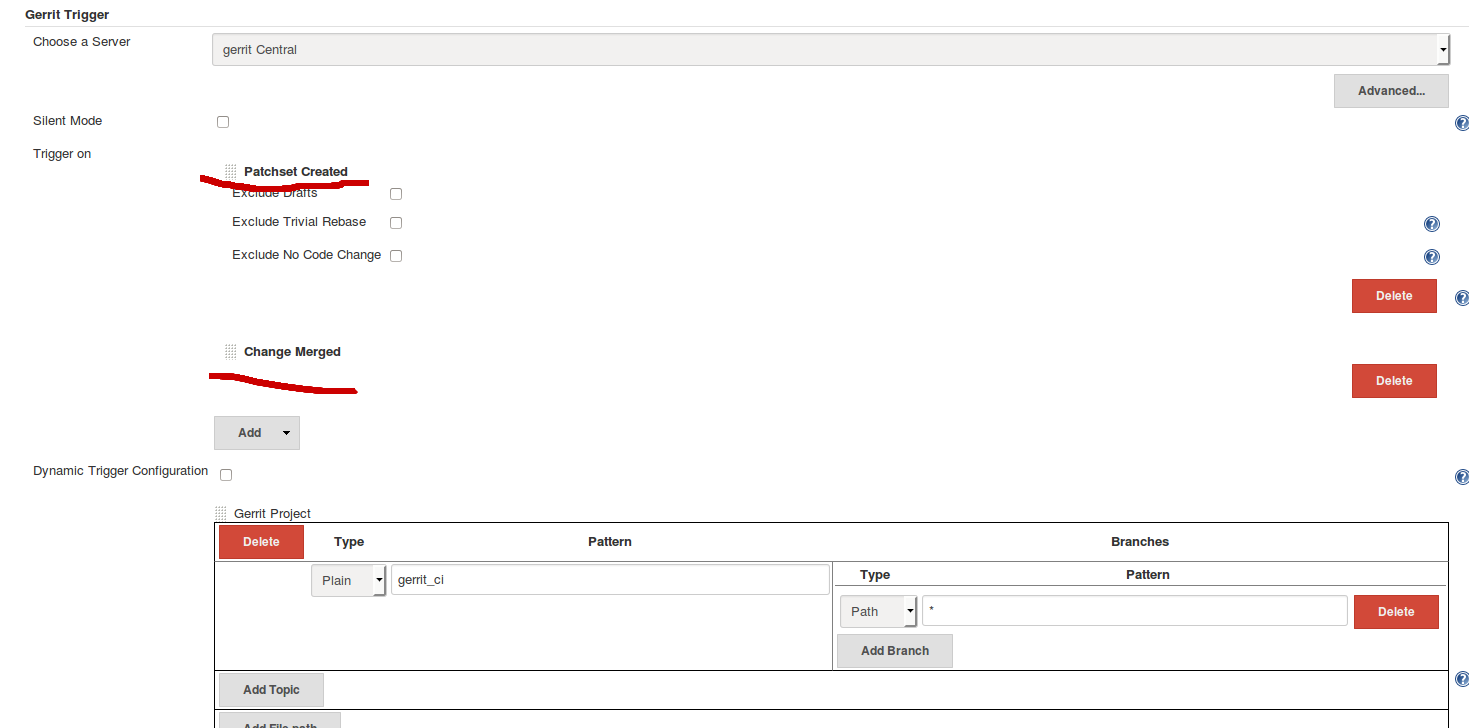 Gerrit Trigger
Choose a Server
gerrit Central
Advanced...
Silent Mode
Trigger on
Patchset Created
Exclude Drafts
Exclude Trivial Rebase
Exclude No Code Change
Delete
Change Merged
Delete
Add
Dynamic Trigger Configuration
Gerrit Project
Delete Type Pattern Branches
Plain gerrit_ci
Type Pattern
Path * Delete
Add Branch
Add Topic
Add File path